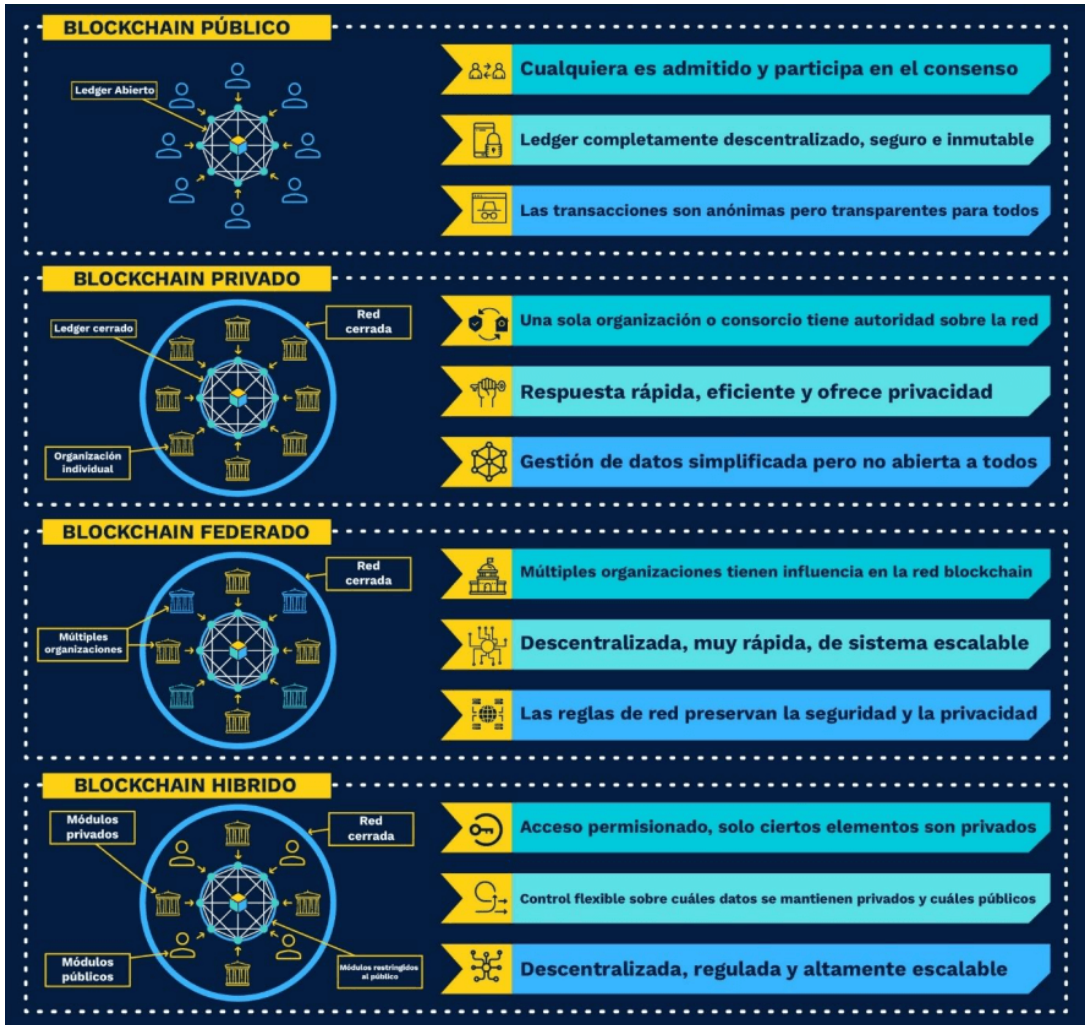 BLOCKCHAIN PÚBLICO
Ledger Abierto
Cualquiera es admitido y participa en el consenso
Ledger completamente descentralizado, seguro e inmutable
Las transacciones son anónimas pero transparentes para todos
BLOCKCHAIN PRIVADO
Ledger cerrado
Red
cerrada
Organización
individual
Una sola organización o consorcio tiene autoridad sobre la red
Respuesta rápida, eficiente y ofrece privacidad
Gestión de datos simplificada pero no abierta a todos
BLOCKCHAIN FEDERADO
Red
cerrada
Múltiples
organizaciones
Múltiples organizaciones tienen influencia en la red blockchain
Descentralizada, muy rápida, de sistema escalable
Las reglas de red preservan la seguridad y la privacidad
BLOCKCHAIN HIBRIDO
Módulos
privados
Red
cerrada
Módulos
públicos
Módulos restringidos
al público
Acceso permisionado, solo ciertos elementos son privados
Control flexible sobre cuáles datos se mantienen privados y cuáles públicos
Descentralizada, regulada y altamente escalable